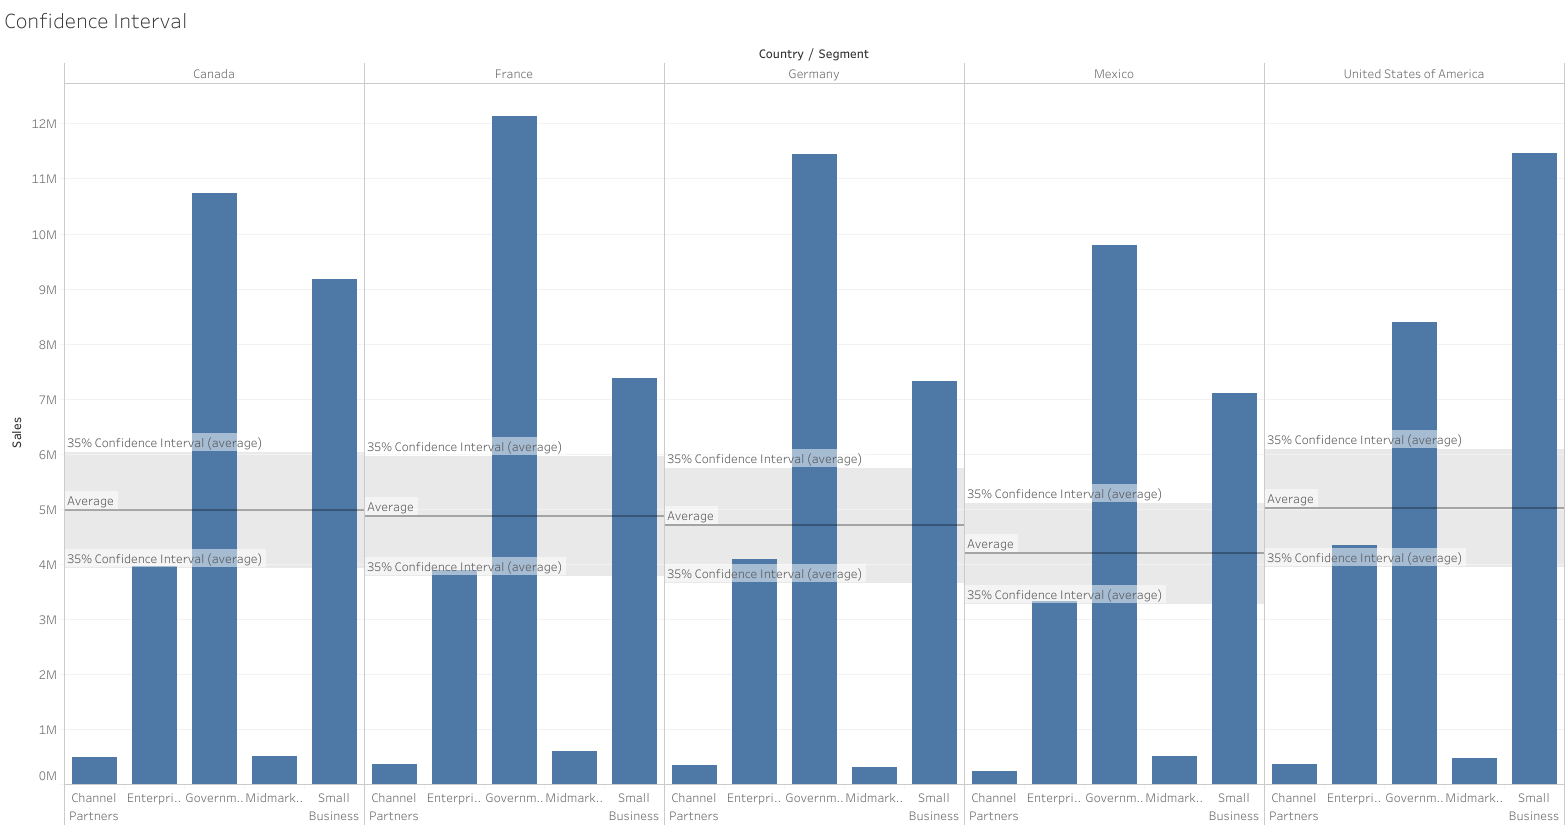 Confidence Interval
Country / Segment
Canada
France
Germany
Mexico
United States of America
Sales
12M
11M
10M
9M
8M
7M
6M
5M
4M
3M
2M
1M
0M
35% Confidence Interval (average)
Average
35% Confidence Interval (average)
35% Confidence Interval (average)
Average
35% Confidence Interval (average)
35% Confidence Interval (average)
Average
35% Confidence Interval (average)
35% Confidence Interval (average)
Average
35% Confidence Interval (average)
35% Confidence Interval (average)
Average
35% Confidence Interval (average)
Channel
Partners
Enterpri..
Governm..
Midmark..
Small
Business
Channel
Partners
Enterpri..
Governm..
Midmark..
Small
Business
Channel
Partners
Enterpri..
Governm..
Midmark..
Small
Business
Channel
Partners
Enterpri..
Governm..
Midmark..
Small
Business
Channel
Partners
Enterpri..
Governm..
Midmark..
Small
Business